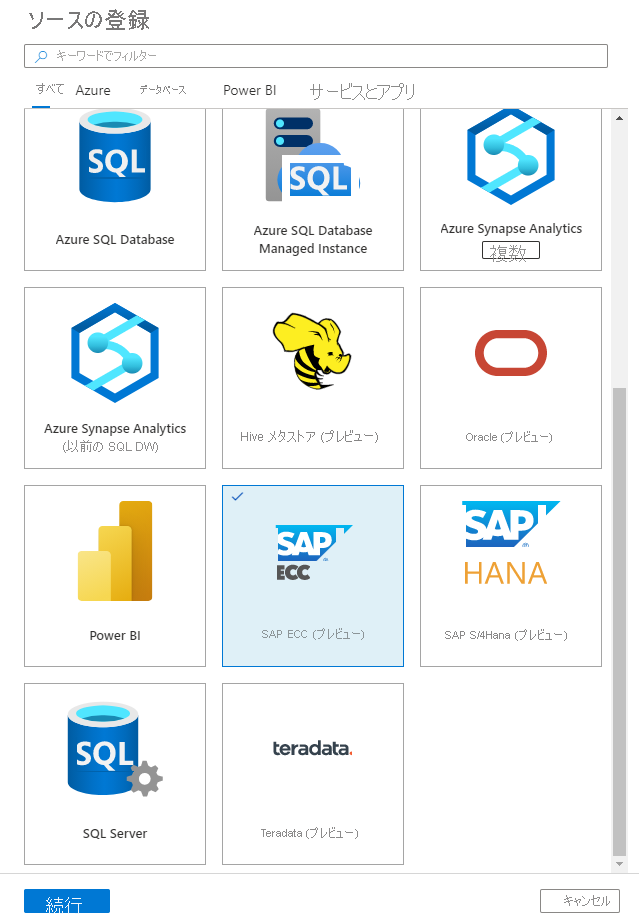 ソースの登録
キーワードでフィルター
すべて Azure データベース Power BI サービスとアプリ
SQL
SQL
Azure SQL Database
Azure SQL Database
Managed Instance
Azure Synapse Analytics
複数
Azure Synapse Analytics
(以前の SQL DW)
Hive メタストア (プレビュー)
Oracle (プレビュー)
SAP
ECC
SAP
HANA
Power BI
SAP ECC (プレビュー)
SAP S/4Hana (プレビュー)
SQL
teradata.
SQL Server
Teradata (プレビュー)
続行
キャンセル